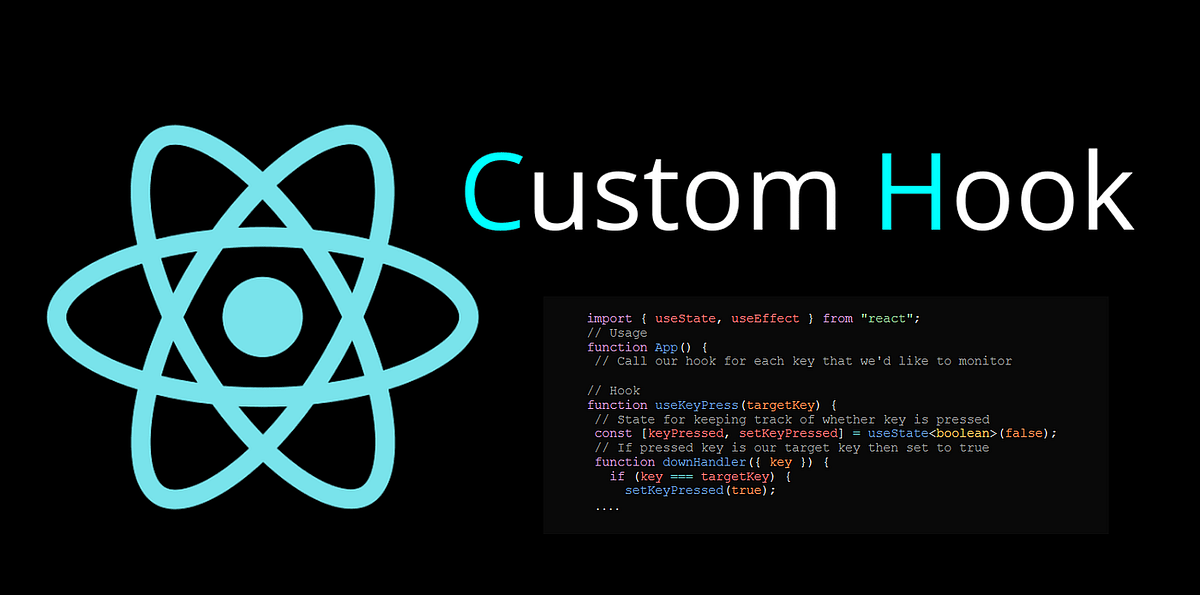 Custom Hook
import { useState, useEffect } from "react";
// Usage
function App() {
// Call our hook for each key that we'd like to monitor
// Hook
function useKeyPress(targetKey) {
// State for keeping track of whether key is pressed
const [keyPressed, setKeyPressed] = useState<boolean>(false);
// If pressed key is our target key then set to true
function downHandler({ key }) {
if (key === targetKey) {
setKeyPressed(true);
....